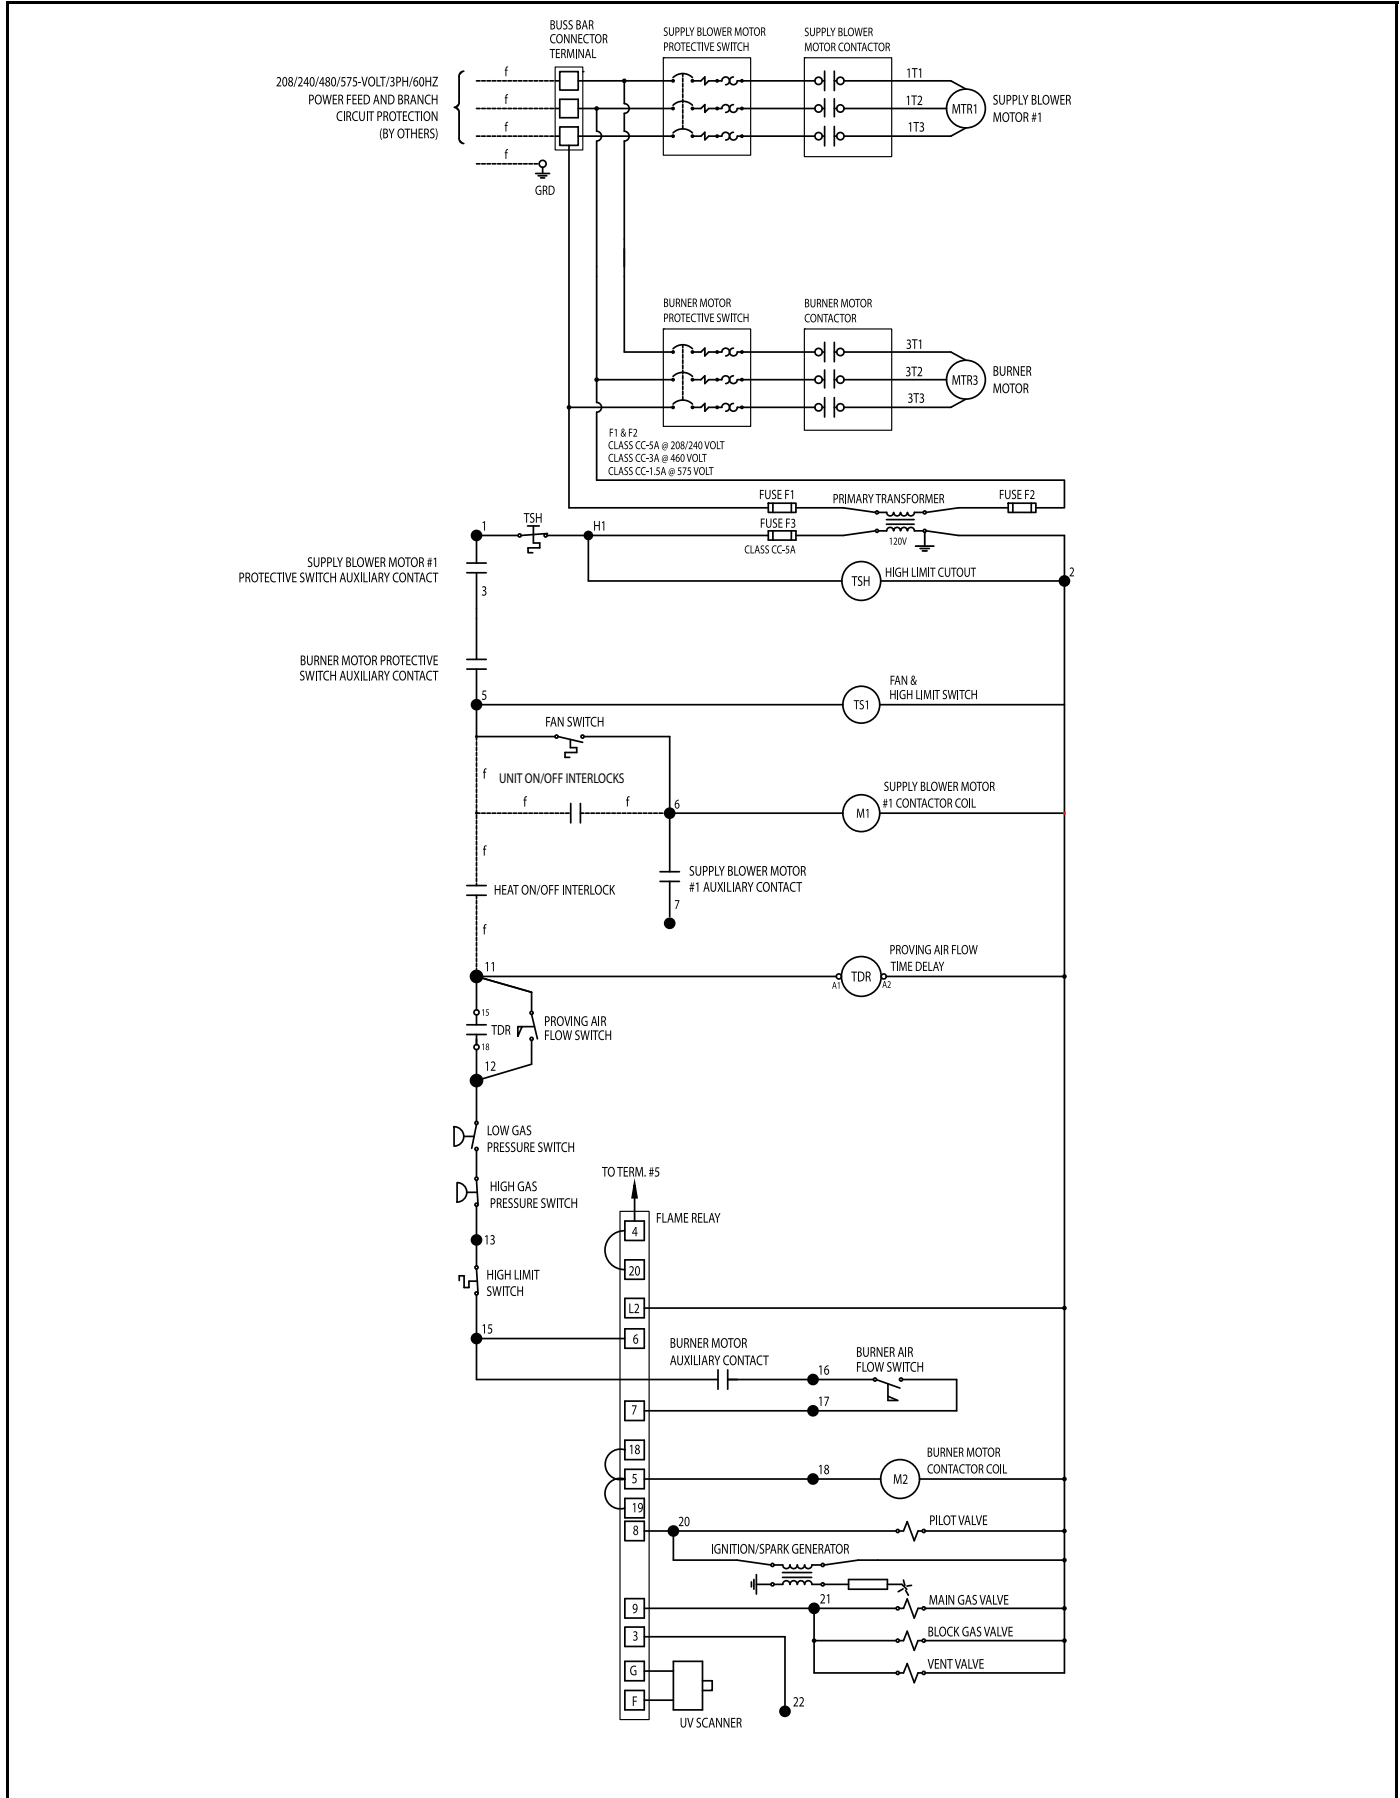 BUSS BAR
CONNECTOR
TERMINAL
SUPPLY BLOWER MOTOR
PROTECTIVE SWITCH
SUPPLY BLOWER
MOTOR CONTACTOR
208/240/480/575-VOLT/3PH/60HZ
POWER FEED AND BRANCH
CIRCUIT PROTECTION
(BY OTHERS)
f
f
f
f
GRD
1T1
1T2
1T3
MTR1
SUPPLY BLOWER
MOTOR #1
BURNER MOTOR
PROTECTIVE SWITCH
BURNER MOTOR
CONTACTOR
3T1
3T2
3T3
MTR3
BURNER
MOTOR
F1 & F2
CLASS CC-5A @ 208/240 VOLT
CLASS CC-3A @ 460 VOLT
CLASS CC-1.5A @ 575 VOLT
FUSE F1
PRIMARY TRANSFORMER
FUSE F2
1
TSH
H1
FUSE F3
CLASS CC-5A
120V
SUPPLY BLOWER MOTOR #1
PROTECTIVE SWITCH AUXILIARY CONTACT
3
TSH
HIGH LIMIT CUTOUT
2
BURNER MOTOR PROTECTIVE
SWITCH AUXILIARY CONTACT
5
TS1
FAN &
HIGH LIMIT SWITCH
FAN SWITCH
f
UNIT ON/OFF INTERLOCKS
f
f
6
M1
SUPPLY BLOWER MOTOR
#1 CONTACTOR COIL
f
HEAT ON/OFF INTERLOCK
SUPPLY BLOWER MOTOR
#1 AUXILIARY CONTACT
7
f
11
A1
TDR
A2
PROVING AIR FLOW
TIME DELAY
15
TDR
18
PROVING AIR
FLOW SWITCH
12
LOW GAS
PRESSURE SWITCH
HIGH GAS
PRESSURE SWITCH
13
HIGH LIMIT
SWITCH
15
TO TERM. #5
FLAME RELAY
4
20
L2
6
BURNER MOTOR
AUXILIARY CONTACT
16
BURNER AIR
FLOW SWITCH
7
17
18
5
18
M2
BURNER MOTOR
CONTACTOR COIL
19
8
20
PILOT VALVE
IGNITION/SPARK GENERATOR
9
21
MAIN GAS VALVE
3
BLOCK GAS VALVE
VENT VALVE
G
F
UV SCANNER
22